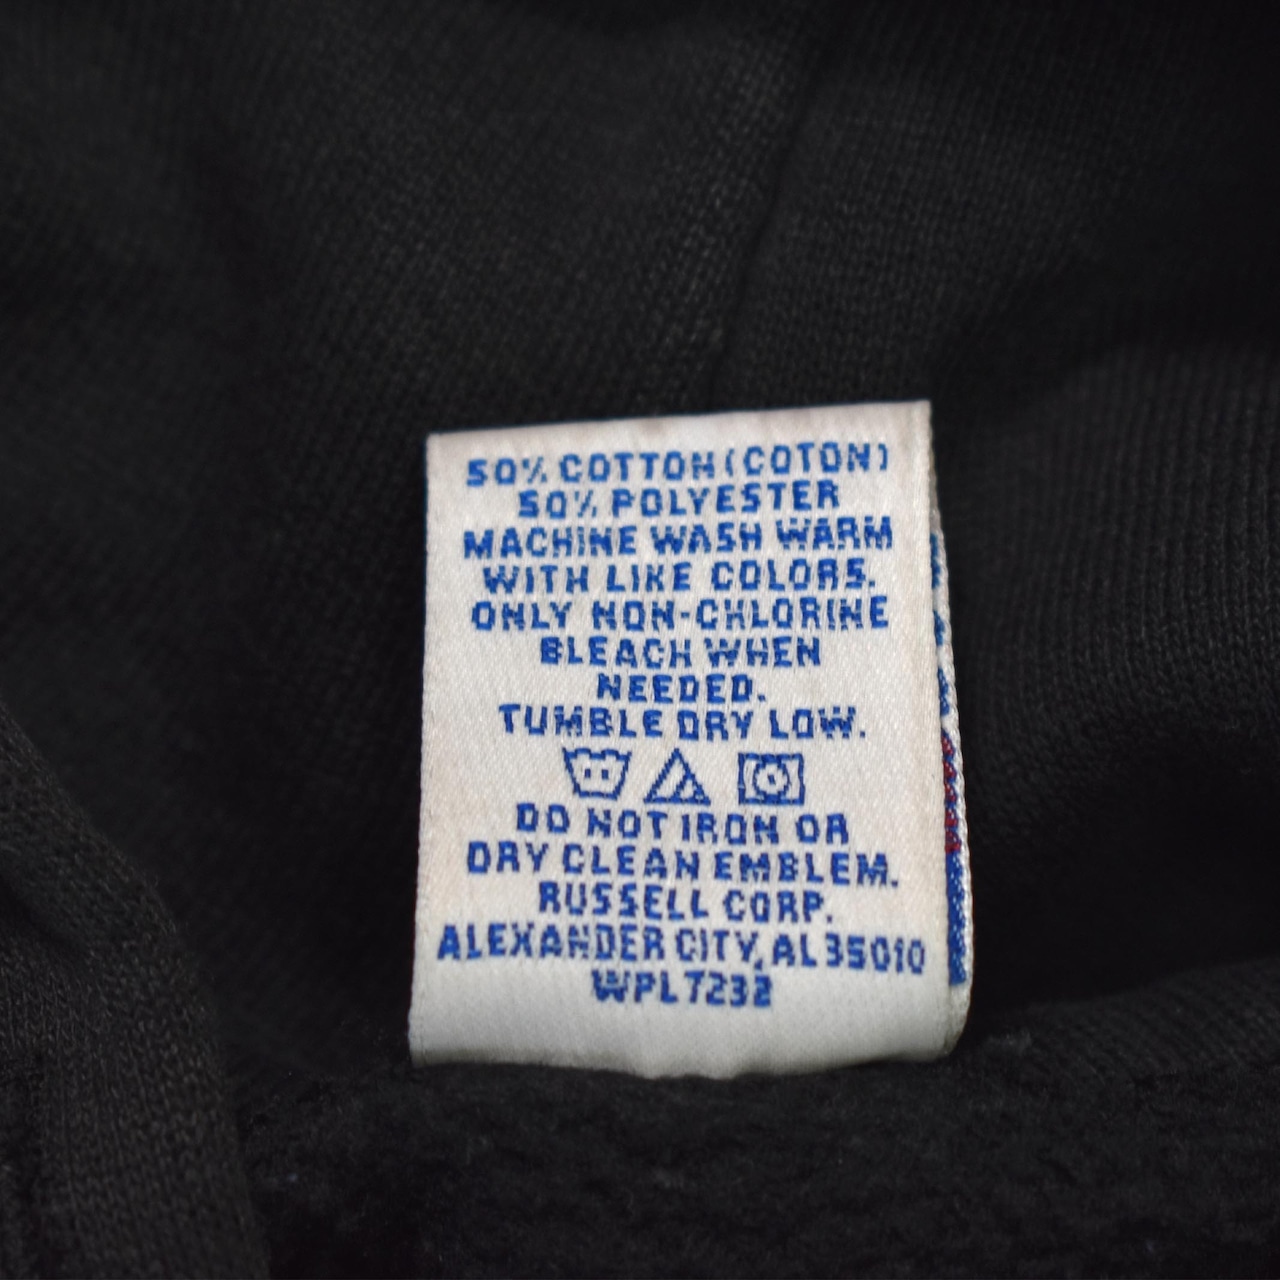 50% COTTON (COTON)
50% POLYESTER
MACHINE WASH WARM
WITH LIKE COLORS.
ONLY NON-CHLORINE
BLEACH WHEN
NEEDED.
TUMBLE DRY LOW.
DO NOT IRON OR
DRY CLEAN EMBLEM.
RUSSELL CORP.
ALEXANDER CITY, AL 35010
WPL 7232